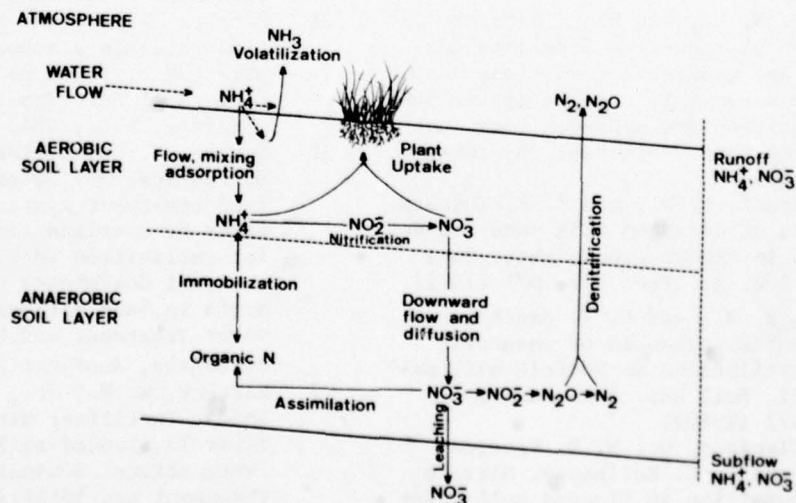 ATMOSPHERE
NH3
Volatilization
WATER
FLOW
NH4+
N2, N2O
AEROBIC
SOIL LAYER
Flow, mixing
adsorption
Plant
Uptake
Runoff
NH4+, NO3-
NH4+
NO2-
NO3-
Nitrification
Denitrification
Immobilization
ANAEROBIC
SOIL LAYER
Downward
flow and
diffusion
Organic N
Assimilation
NO3-
NO2-
N2O
N2
Leaching
NO3-
Subflow
NH4+, NO3-